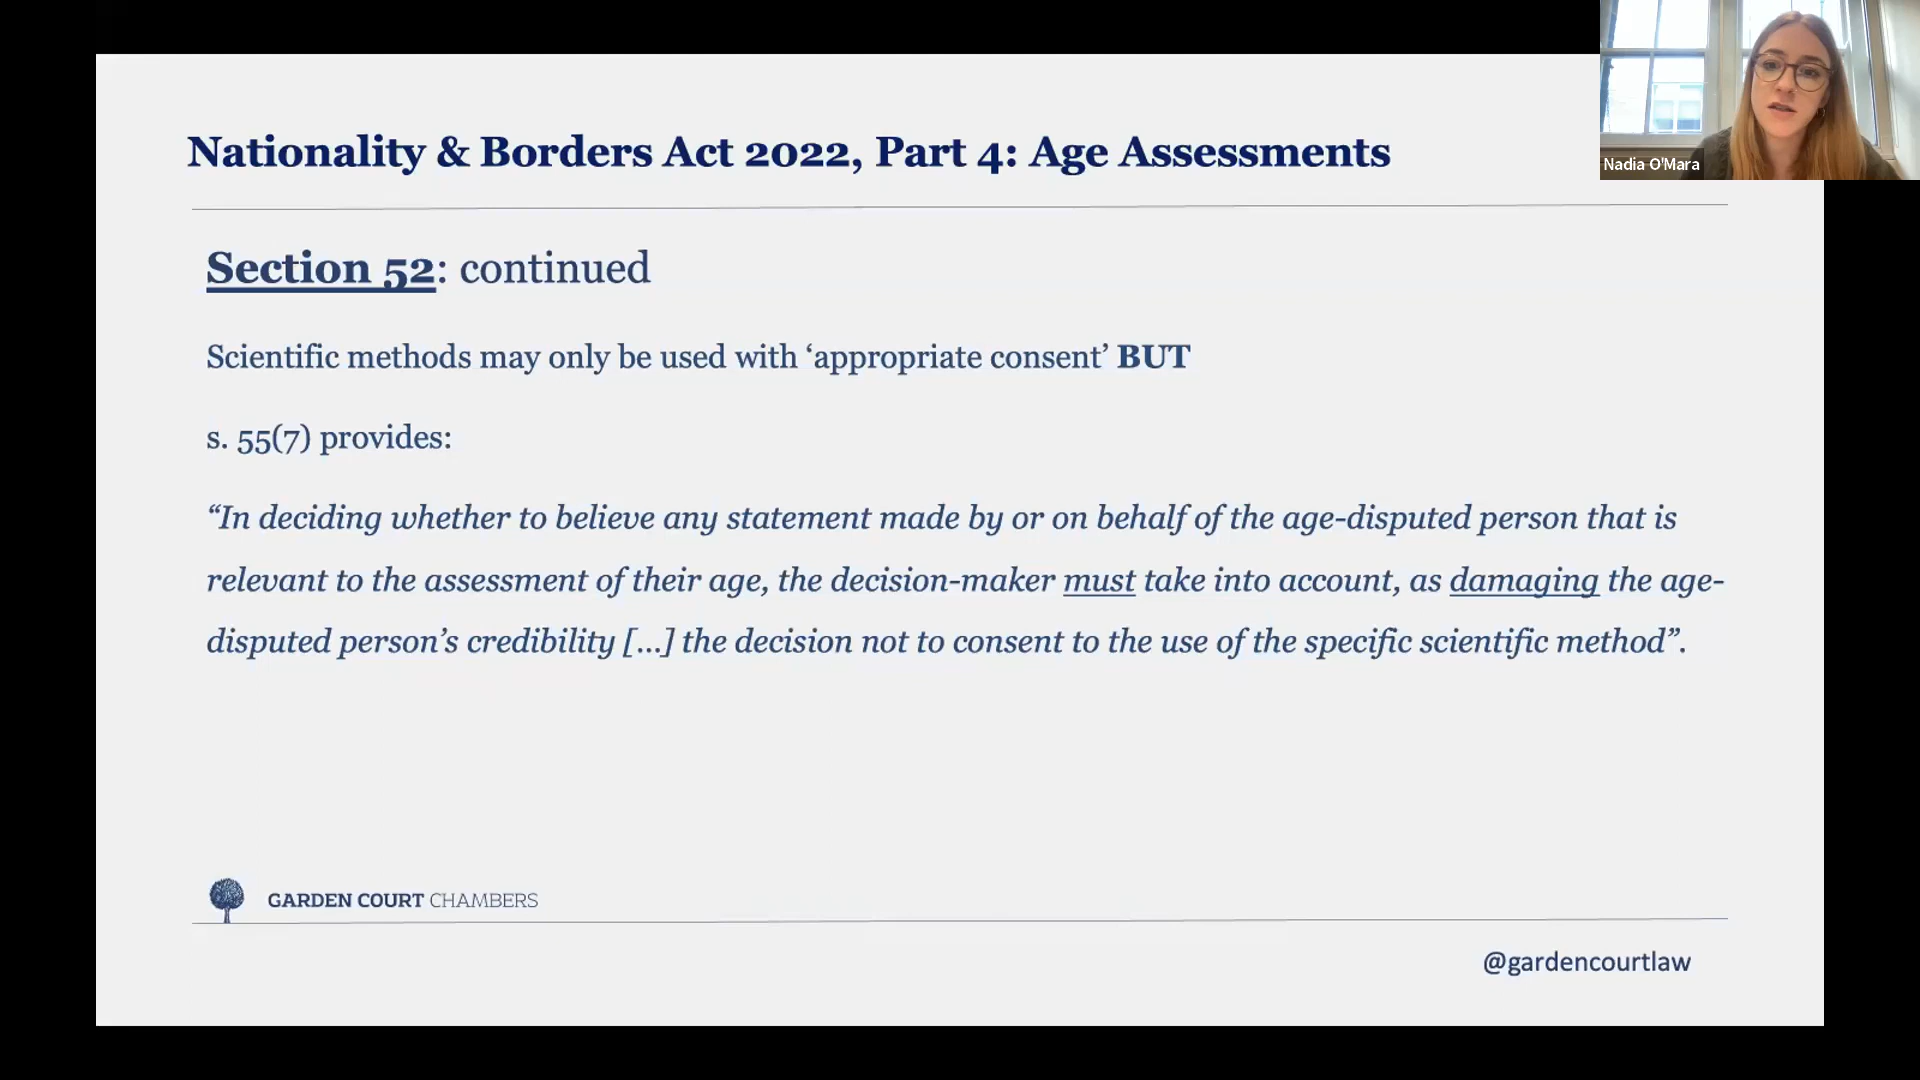 Nationality & Borders Act 2022, Part 4: Age Assessments
Nadia O'Mara
Section 52: continued
Scientific methods may only be used with ‘appropriate consent’ BUT
s. 55(7) provides:
“In deciding whether to believe any statement made by or on behalf of the age-disputed person that is
relevant to the assessment of their age, the decision-maker must take into account, as damaging the age-
disputed person’s credibility [...] the decision not to consent to the use of the specific scientific method”.
GARDEN COURT CHAMBERS
@gardencourtlaw